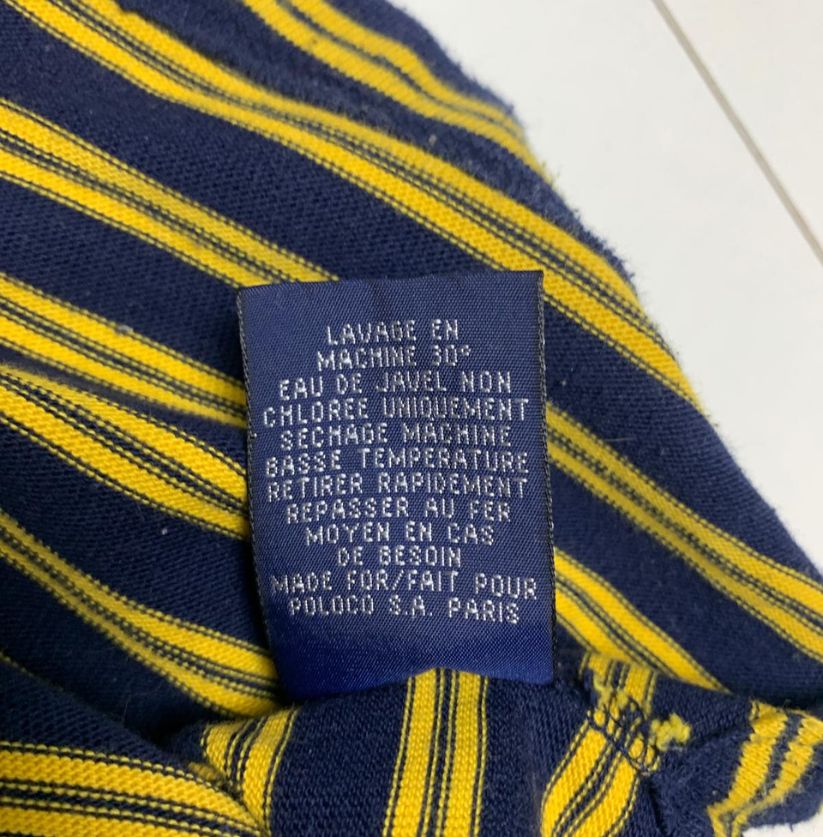 LAVAGE EN
MACHINE 30°
EAU DE JAVEL NON
CHLOREE UNIQUEMENT
SECHAGE MACHINE
BASSE TEMPERATURE
RETIRER RAPIDEMENT
REPASSER AU FER
MOYEN EN CAS
DE BESOIN
MADE FOR/FAIT POUR
POLOCO S.A. PARIS